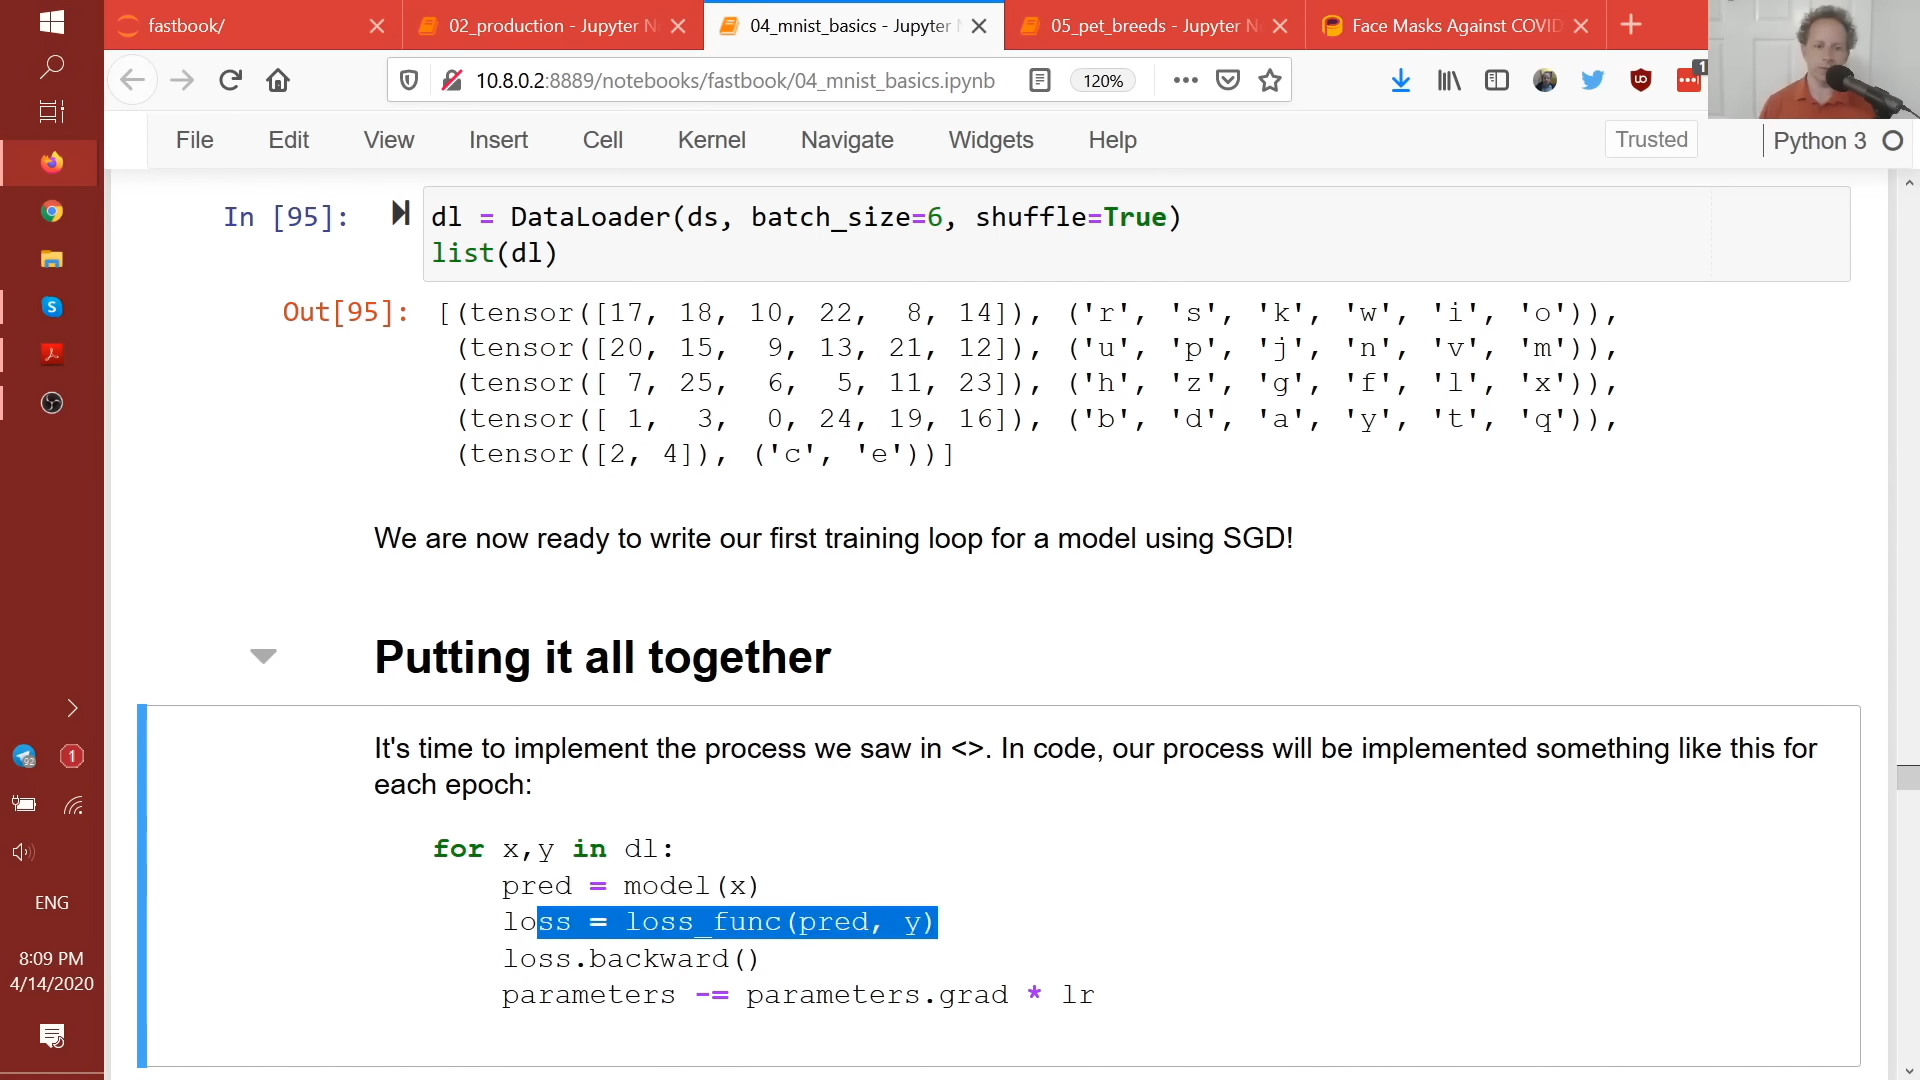 fastbook/
02_production - Jupyter N
04_mnist_basics - Jupyter N
05_pet_breeds - Jupyter N
Face Masks Against COVID
10.8.0.2:8889/notebooks/fastbook/04_mnist_basics.ipynb
120%
1
File Edit View Insert Cell Kernel Navigate Widgets Help
Trusted
Python 3
In [95]:
dl = DataLoader(ds, batch_size=6, shuffle=True)
list(dl)
Out[95]:
[(tensor([17, 18, 10, 22,  8, 14]), ('r', 's', 'k', 'w', 'i', 'o')),
(tensor([20, 15,  9, 13, 21, 12]), ('u', 'p', 'j', 'n', 'v', 'm')),
(tensor([ 7, 25,  6,  5, 11, 23]), ('h', 'z', 'g', 'f', 'l', 'x')),
(tensor([ 1,  3,  0, 24, 19, 16]), ('b', 'd', 'a', 'y', 't', 'q')),
(tensor([2, 4]), ('c', 'e'))]
We are now ready to write our first training loop for a model using SGD!
Putting it all together
It's time to implement the process we saw in <>. In code, our process will be implemented something like this for
each epoch:
for x,y in dl:
pred = model(x)
loss = loss_func(pred, y)
loss.backward()
parameters -= parameters.grad * lr
92
1
ENG
8:09 PM
4/14/2020